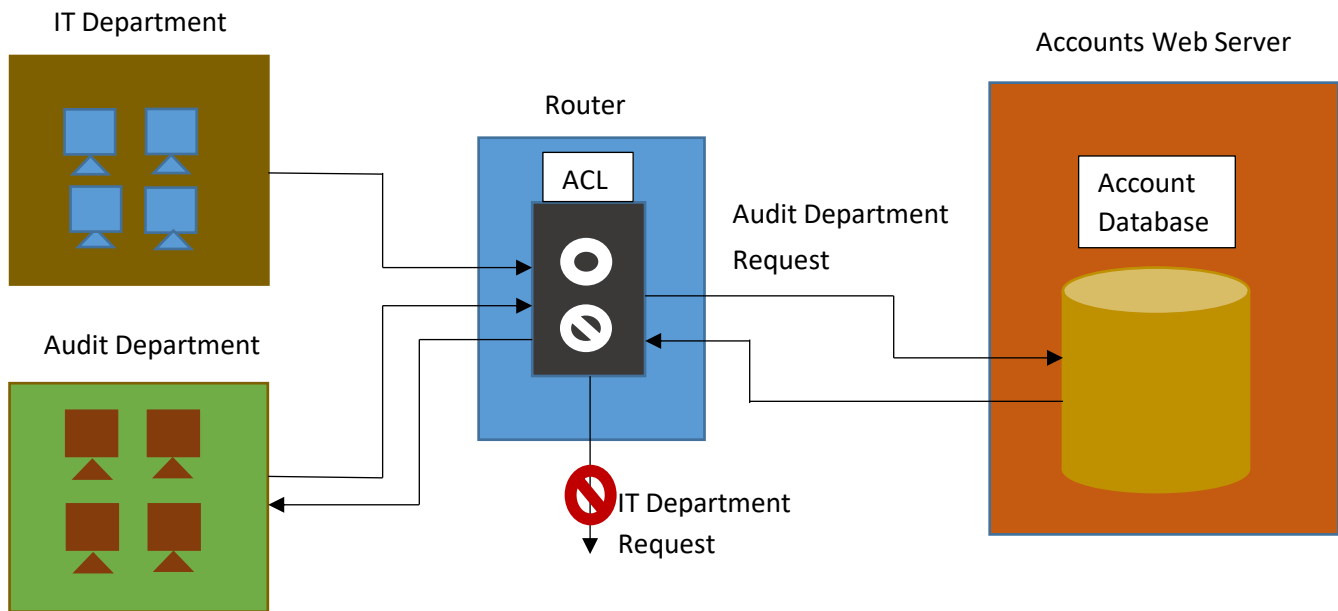 IT Department
Accounts Web Server
Router
ACL
Account
Database
Audit Department
Request
Audit Department
IT Department
Request